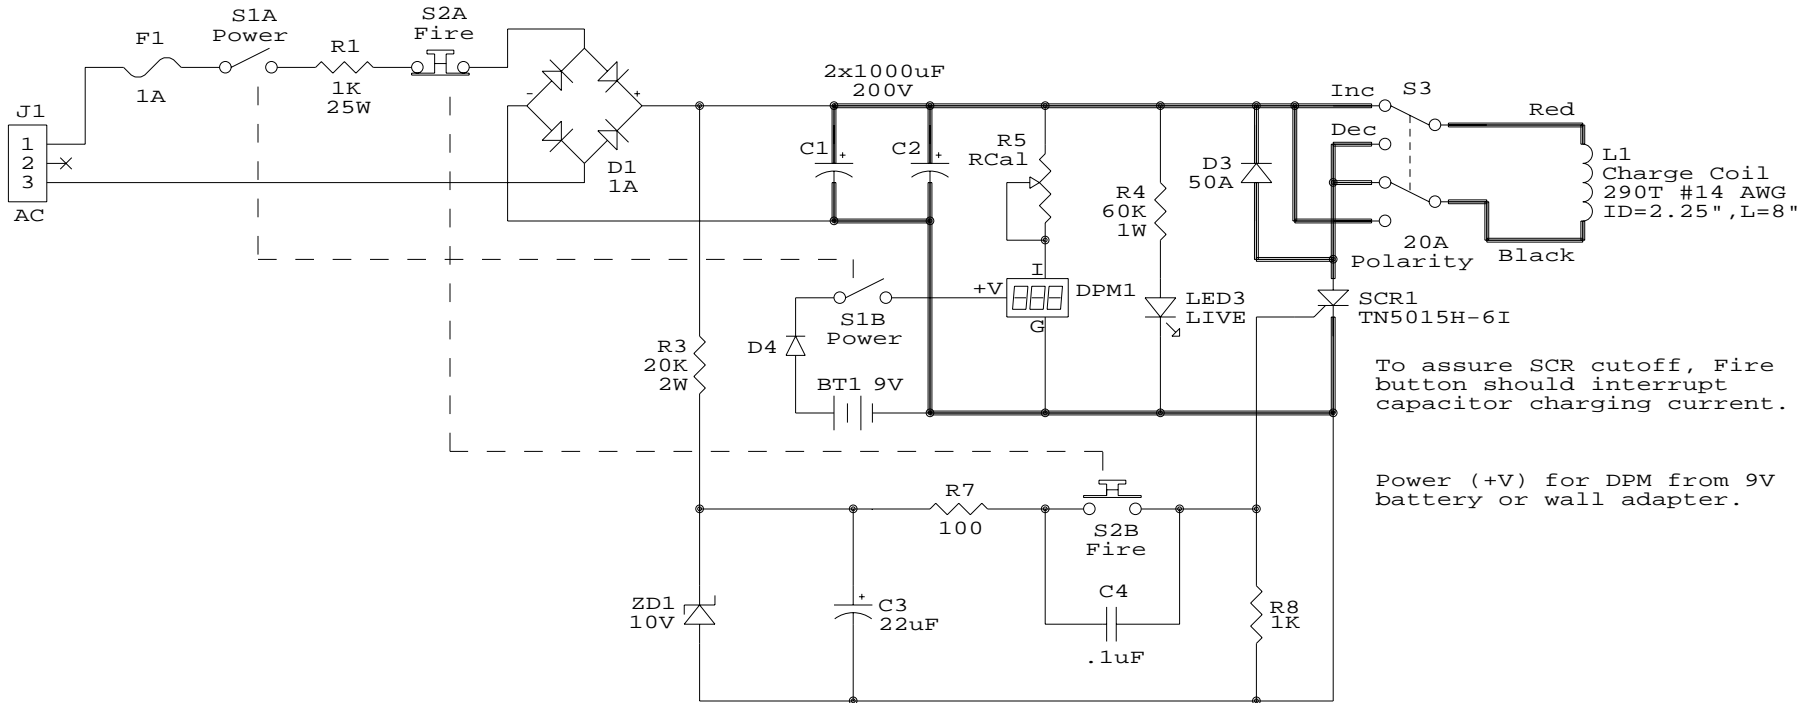 S1A
Power
S2A
Fire
F1
1A
R1
1K
25W
J1
1
2
3
AC
-
+
D1
1A
2x1000uF
200V
C1
+
C2
+
R5
RCal
R4
60K
1W
D3
50A
Inc
S3
Dec
Red
L1
Charge Coil
290T #14 AWG
ID=2.25",L=8"
20A
Polarity
Black
I
+V
DPM1
G
LED3
LIVE
SCR1
TN5015H-6I
S1B
Power
D4
BT1 9V
R3
20K
2W
To assure SCR cutoff, Fire
button should interrupt
capacitor charging current.
Power (+V) for DPM from 9V
battery or wall adapter.
R7
100
S2B
Fire
ZD1
10V
+
C3
22uF
C4
.1uF
R8
1K